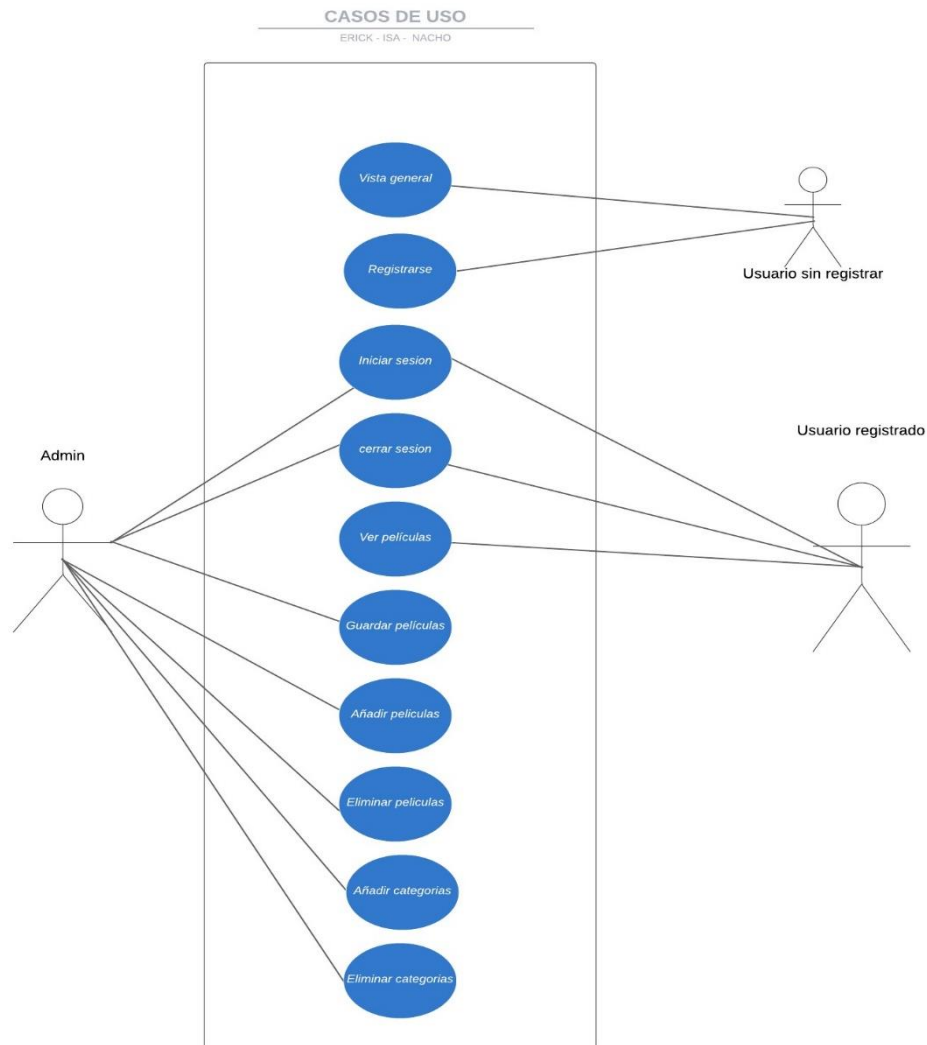 CASOS DE USO
ERICK - ISA - NACHO
Vista general
Registrarse
Usuario sin registrar
Iniciar sesion
cerrar sesion
Usuario registrado
Admin
Ver películas
Guardar películas
Añadir peliculas
Eliminar peliculas
Añadir categorias
Eliminar categorias